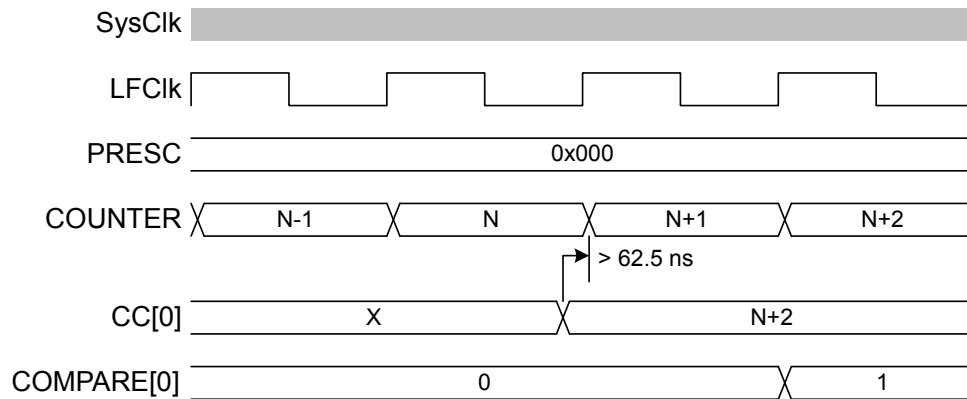 SysClk
LFClk
PRESC 0x000
COUNTER N-1 N N+1 N+2
> 62.5 ns
CC[0] X N+2
COMPARE[0] 0 1